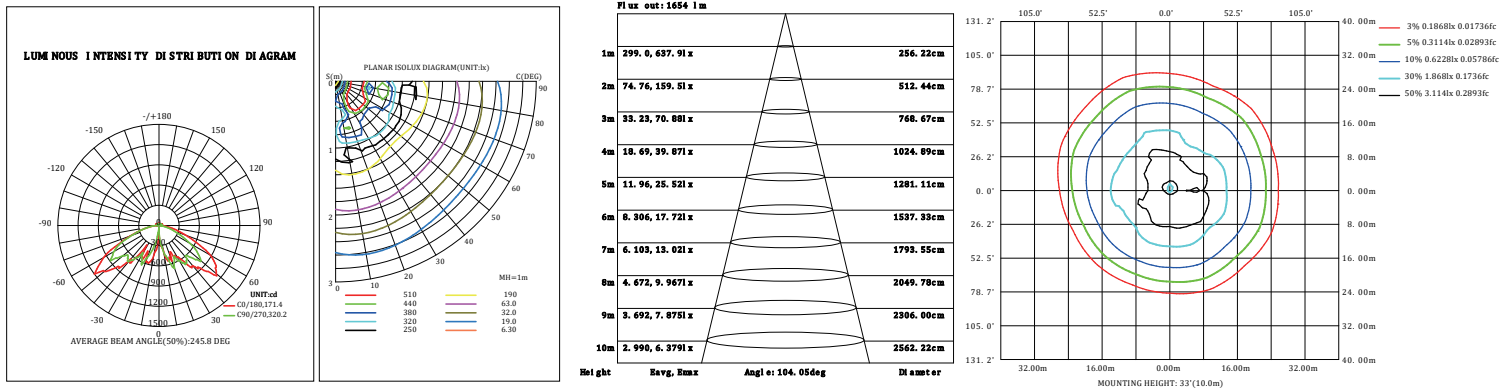 LUMINOUS INTENSITY DISTRIBUTION DIAGRAM
-/+180
-150 150
-120 120
-90 90
-60 60
-30 30
0
0
300
600
900
1200
1500
UNIT:cd
C0/180,171.4
C90/270,320.2
AVERAGE BEAM ANGLE(50%):245.8 DEG
PLANAR ISOLUX DIAGRAM(UNIT:lx)
S(m) C(DEG)
0 90
80
1 70
60
2 50
40
30
3 20
0 10
MH=1m
510 190
440 63.0
380 32.0
320 19.0
250 6.30
Flux out:1654 lm
1m 299.0,637.9lx 256.22cm
2m 74.76,159.5lx 512.44cm
3m 33.23,70.88lx 768.67cm
4m 18.69,39.87lx 1024.89cm
5m 11.96,25.52lx 1281.11cm
6m 8.306,17.72lx 1537.33cm
7m 6.103,13.02lx 1793.55cm
8m 4.672,9.967lx 2049.78cm
9m 3.692,7.875lx 2306.00cm
10m 2.990,6.379lx 2562.22cm
Height Eavg,Emax Angle:104.05deg Diameter
105.0' 52.5' 0.0' 52.5' 105.0'
131.2' 40.00m
105.0' 32.00m
78.7' 24.00m
52.5' 16.00m
26.2' 8.00m
0.0' 0.00m
26.2' 8.00m
52.5' 16.00m
78.7' 24.00m
105.0' 32.00m
131.2' 40.00m
32.00m 16.00m 0.00m 16.00m 32.00m
MOUNTING HEIGHT: 33'(10.0m)
3% 0.1868lx 0.01736fc
5% 0.3114lx 0.02893fc
10% 0.6228lx 0.05786fc
30% 1.868lx 0.1736fc
50% 3.114lx 0.2893fc